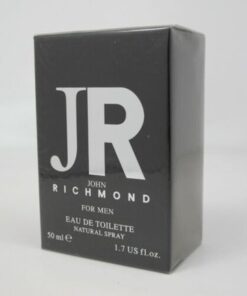 JR
JOHN
RICHMOND
FOR MEN
EAU DE TOILETTE
NATURAL SPRAY
50 ml e 1.7 US fl.oz.